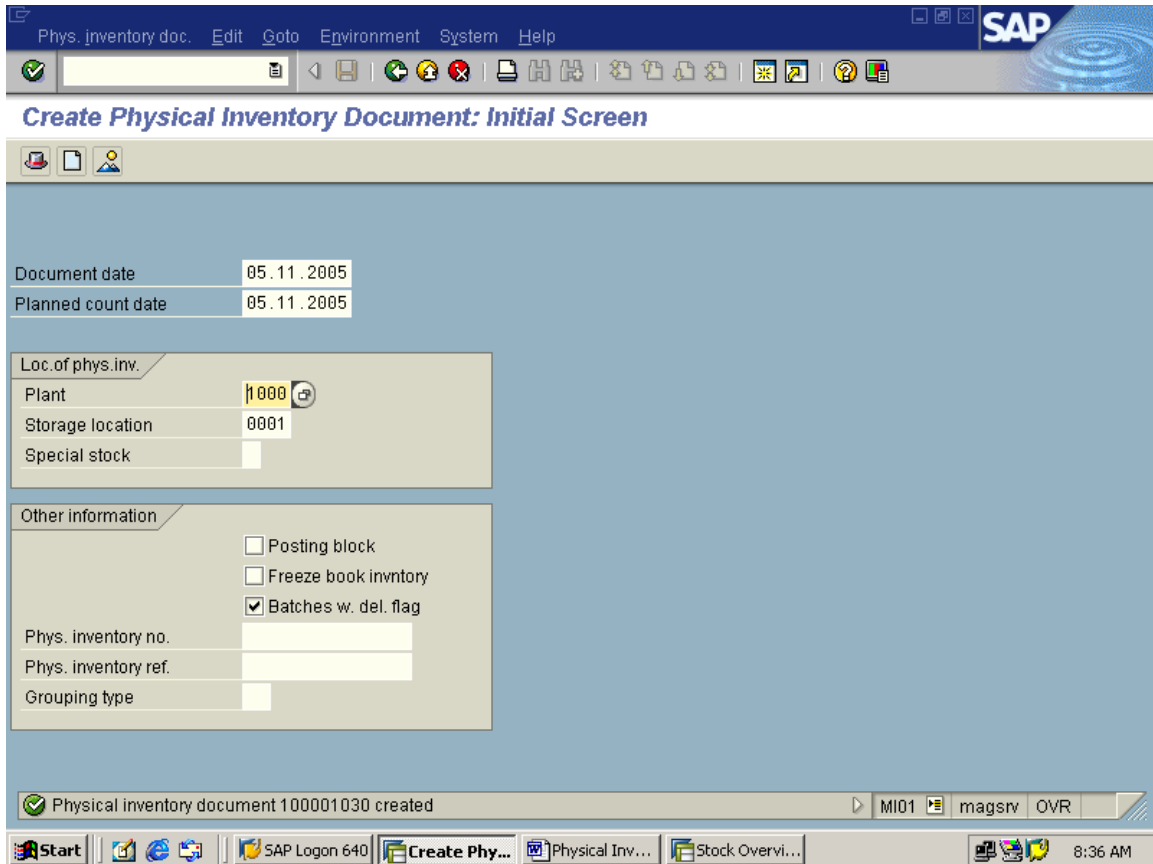 SAP
Phys. inventory doc. Edit Goto Environment System Help
Create Physical Inventory Document: Initial Screen
Document date 05.11.2005
Planned count date 05.11.2005
Loc.of phys.inv.
Plant 1000
Storage location 0001
Special stock
Other information
Posting block
Freeze book invntory
Batches w. del. flag
Phys. inventory no.
Phys. inventory ref.
Grouping type
Physical inventory document 100001030 created MI01 magsrv OVR
Start SAP Logon 640 Create Phy... Physical Inv... Stock Overvi... 8:36 AM